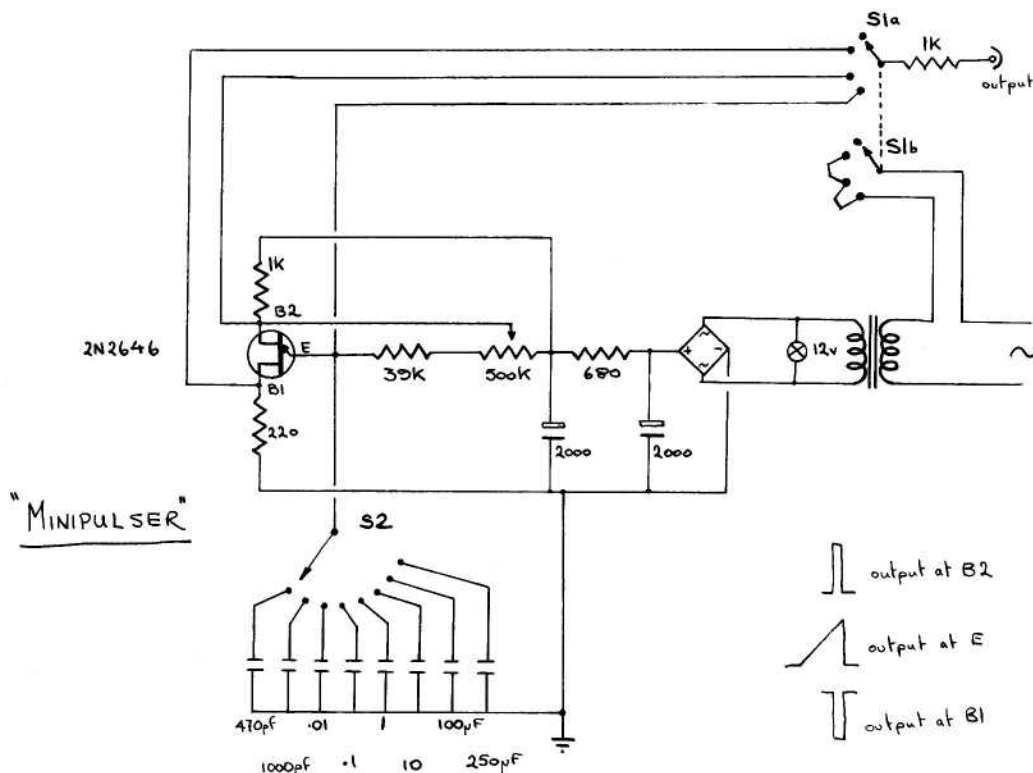 S1a
1K
output
S1b
1K
B2
2N2646
E
39K
500K
680
12v
B1
220
2000
2000
"MINIPULSER"
S2
output at B2
output at E
output at B1
470pf .01 1 100µF
1000pf .1 10 250µF